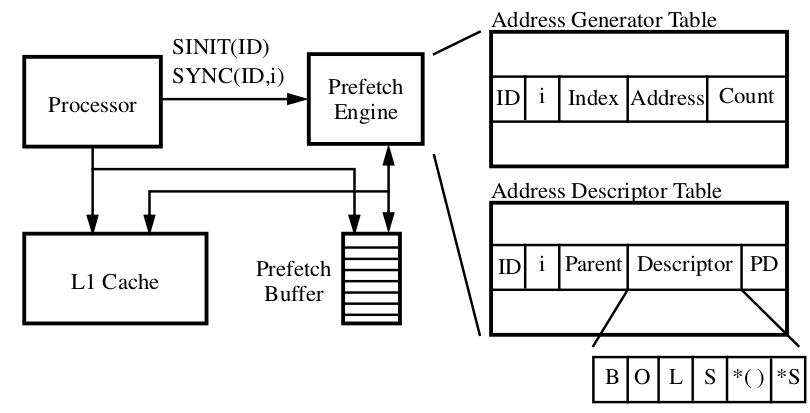 SINIT(ID)
SYNC(ID,i)
Processor
Prefetch
Engine
L1 Cache
Prefetch
Buffer
Address Generator Table
ID i Index Address Count
Address Descriptor Table
ID i Parent Descriptor PD
B O L S *( ) *S